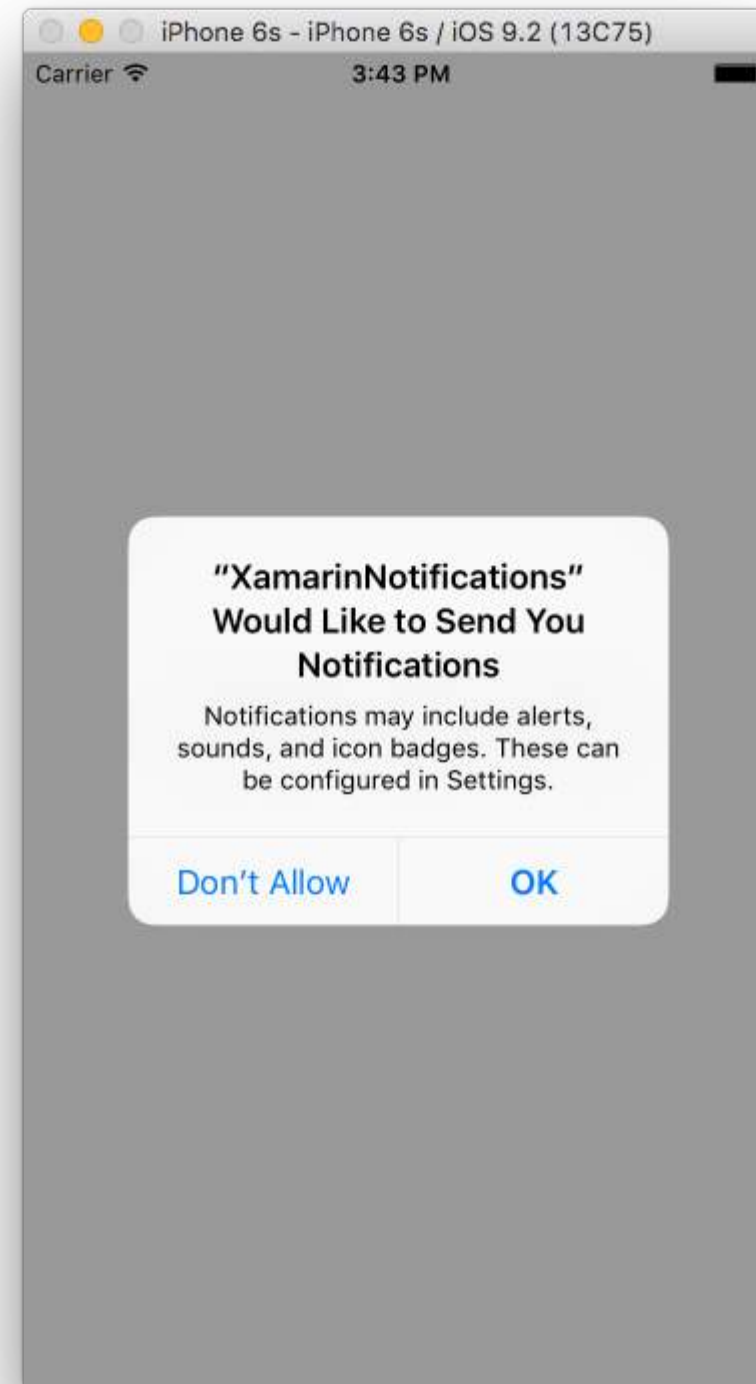 iPhone 6s - iPhone 6s / iOS 9.2 (13C75)
Carrier 3:43 PM
"XamarinNotifications"
Would Like to Send You
Notifications
Notifications may include alerts,
sounds, and icon badges. These can
be configured in Settings.
Don't Allow OK